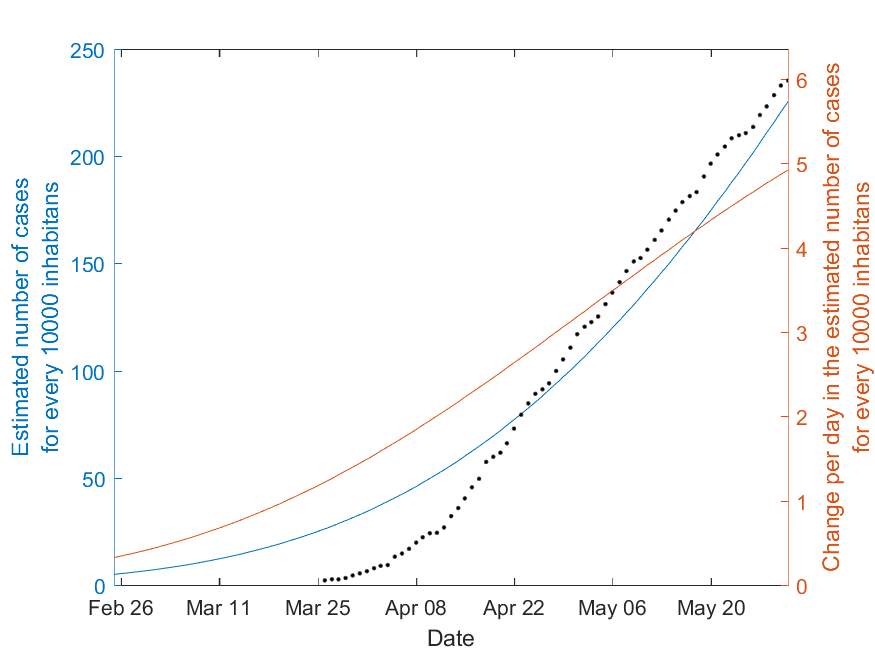 250
200
150
100
50
0
Estimated number of cases
for every 10000 inhabitans
6
5
4
3
2
1
0
Change per day in the estimated number of cases
for every 10000 inhabitans
Feb 26 Mar 11 Mar 25 Apr 08 Apr 22 May 06 May 20
Date